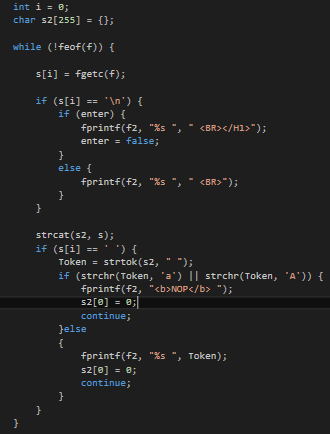 int i = 0;
char s2[255] = {};
while (!feof(f)) {
s[i] = fgetc(f);
if (s[i] == '\n') {
if (enter) {
fprintf(f2, "%s ", " <BR></H1>");
enter = false;
}
else {
fprintf(f2, "%s ", " <BR>");
}
}
strcat(s2, s);
if (s[i] == ' ') {
Token = strtok(s2, " ");
if (strchr(Token, 'a') || strchr(Token, 'A')) {
fprintf(f2, "<b>NOP</b> ");
s2[0] = 0;
continue;
}else
{
fprintf(f2, "%s ", Token);
s2[0] = 0;
continue;
}
}
}